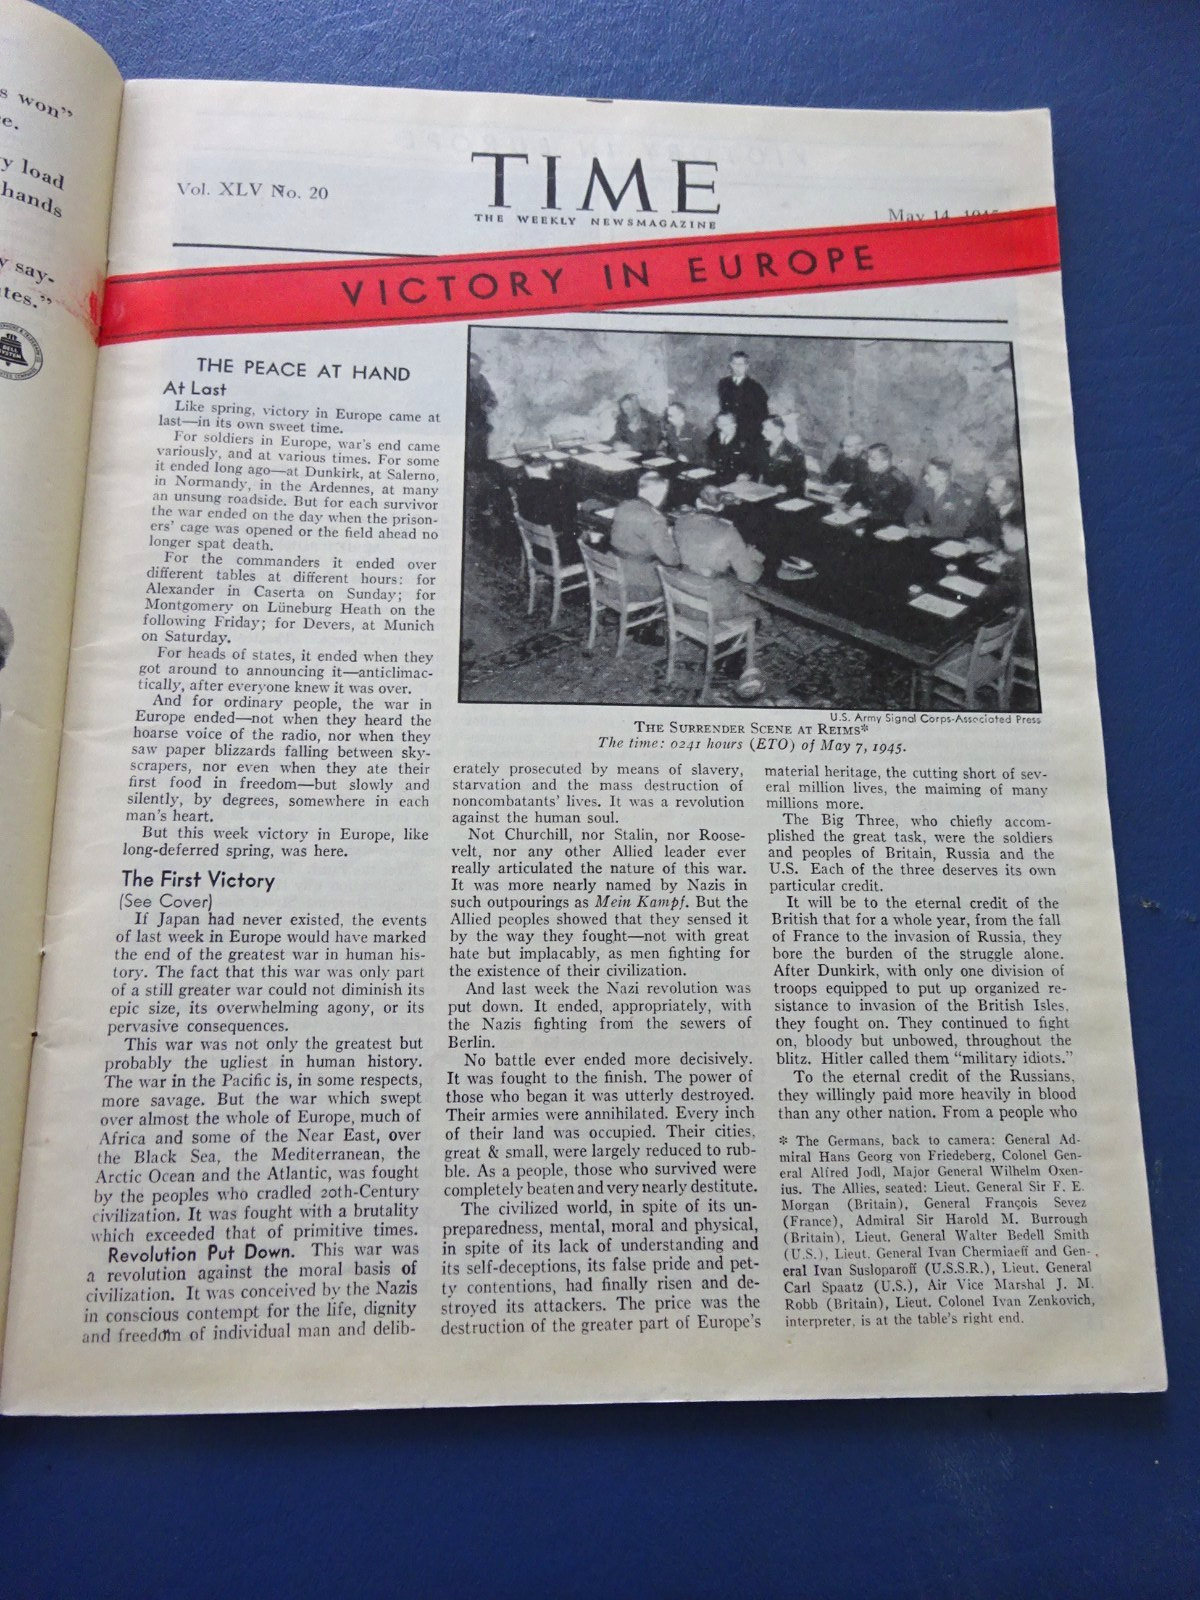 s won"
e.
y load
hands
y say-
tes."
BELL
SYSTEM
Vol. XLV No. 20
TIME
THE WEEKLY NEWSMAGAZINE
May 14, 1945
VICTORY IN EUROPE
THE PEACE AT HAND
At Last
Like spring, victory in Europe came at
last—in its own sweet time.
For soldiers in Europe, war's end came
variously, and at various times. For some
it ended long ago—at Dunkirk, at Salerno,
in Normandy, in the Ardennes, at many
an unsung roadside. But for each survivor
the war ended on the day when the prison-
ers' cage was opened or the field ahead no
longer spat death.
For the commanders it ended over
different tables at different hours: for
Alexander in Caserta on Sunday; for
Montgomery on Lüneburg Heath on the
following Friday; for Devers, at Munich
on Saturday.
For heads of states, it ended when they
got around to announcing it—anticlimac-
tically, after everyone knew it was over.
And for ordinary people, the war in
Europe ended—not when they heard the
hoarse voice of the radio, nor when they
saw paper blizzards falling between sky-
scrapers, nor even when they ate their
first food in freedom—but slowly and
silently, by degrees, somewhere in each
man's heart.
But this week victory in Europe, like
long-deferred spring, was here.
The First Victory
(See Cover)
If Japan had never existed, the events
of last week in Europe would have marked
the end of the greatest war in human his-
tory. The fact that this war was only part
of a still greater war could not diminish its
epic size, its overwhelming agony, or its
pervasive consequences.
This war was not only the greatest but
probably the ugliest in human history.
The war in the Pacific is, in some respects,
more savage. But the war which swept
over almost the whole of Europe, much of
Africa and some of the Near East, over
the Black Sea, the Mediterranean, the
Arctic Ocean and the Atlantic, was fought
by the peoples who cradled 20th-Century
civilization. It was fought with a brutality
which exceeded that of primitive times.
Revolution Put Down. This war was
a revolution against the moral basis of
civilization. It was conceived by the Nazis
in conscious contempt for the life, dignity
and freedom of individual man and delib-
U.S. Army Signal Corps-Associated Press
THE SURRENDER SCENE AT REIMS*
The time: 0241 hours (ETO) of May 7, 1945.
erately prosecuted by means of slavery,
starvation and the mass destruction of
noncombatants' lives. It was a revolution
against the human soul.
Not Churchill, nor Stalin, nor Roose-
velt, nor any other Allied leader ever
really articulated the nature of this war.
It was more nearly named by Nazis in
such outpourings as Mein Kampf. But the
Allied peoples showed that they sensed it
by the way they fought—not with great
hate but implacably, as men fighting for
the existence of their civilization.
And last week the Nazi revolution was
put down. It ended, appropriately, with
the Nazis fighting from the sewers of
Berlin.
No battle ever ended more decisively.
It was fought to the finish. The power of
those who began it was utterly destroyed.
Their armies were annihilated. Every inch
of their land was occupied. Their cities,
great & small, were largely reduced to rub-
ble. As a people, those who survived were
completely beaten and very nearly destitute.
The civilized world, in spite of its un-
preparedness, mental, moral and physical,
in spite of its lack of understanding and
its self-deceptions, its false pride and pet-
ty contentions, had finally risen and de-
stroyed its attackers. The price was the
destruction of the greater part of Europe's
material heritage, the cutting short of sev-
eral million lives, the maiming of many
millions more.
The Big Three, who chiefly accom-
plished the great task, were the soldiers
and peoples of Britain, Russia and the
U.S. Each of the three deserves its own
particular credit.
It will be to the eternal credit of the
British that for a whole year, from the fall
of France to the invasion of Russia, they
bore the burden of the struggle alone.
After Dunkirk, with only one division of
troops equipped to put up organized re-
sistance to invasion of the British Isles,
they fought on. They continued to fight
on, bloody but unbowed, throughout the
blitz. Hitler called them "military idiots."
To the eternal credit of the Russians,
they willingly paid more heavily in blood
than any other nation. From a people who
* The Germans, back to camera: General Ad-
miral Hans Georg von Friedeberg, Colonel Gen-
eral Alfred Jodl, Major General Wilhelm Oxen-
ius. The Allies, seated: Lieut. General Sir F. E.
Morgan (Britain), General François Sevez
(France), Admiral Sir Harold M. Burrough
(Britain), Lieut. General Walter Bedell Smith
(U.S.), Lieut. General Ivan Chermiaeff and Gen-
eral Ivan Susloparoff (U.S.S.R.), Lieut. General
Carl Spaatz (U.S.), Air Vice Marshal J. M.
Robb (Britain), Lieut. Colonel Ivan Zenkovich,
interpreter, is at the table's right end.